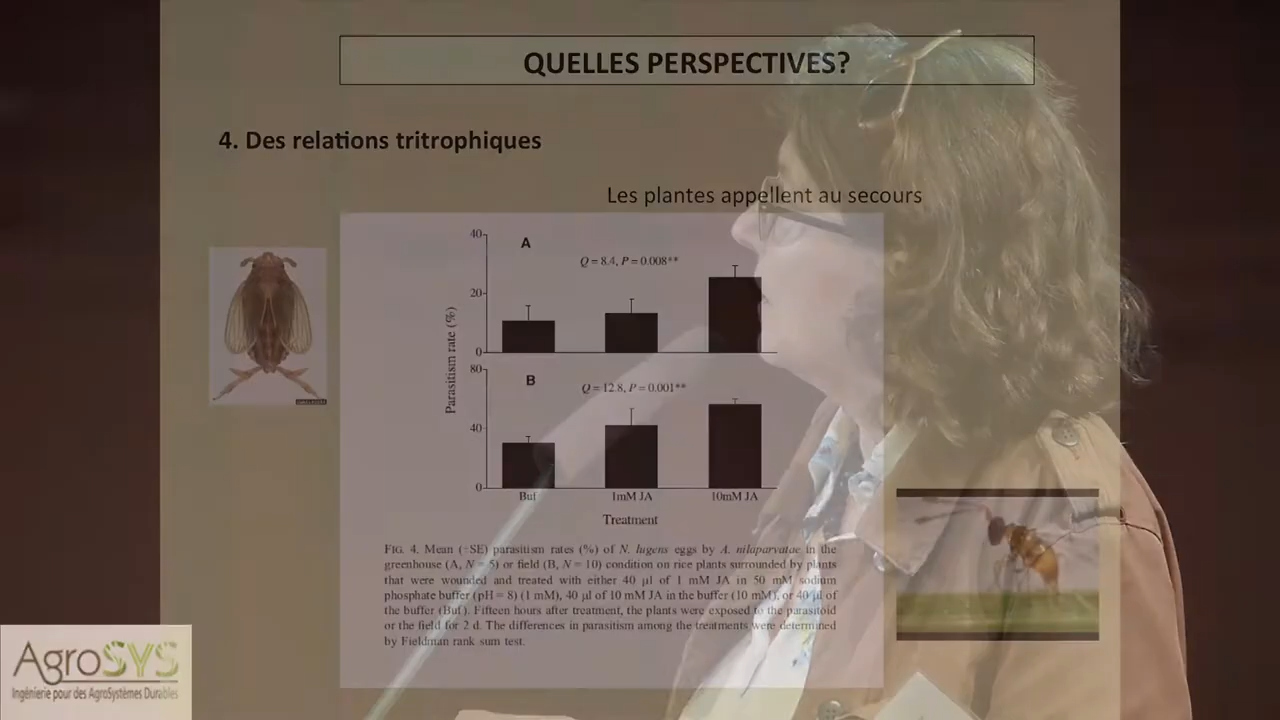 QUELLES PERSPECTIVES?
4. Des relations tritrophiques
Les plantes appellent au secours
40
A
Q = 8.4, P = 0.008**
20
0
Parasitism rate (%)
80
B
Q = 12.8, P = 0.001**
40
0
Buf 1mM JA 10mM JA
Treatment
FIG. 4. Mean (±SE) parasitism rates (%) of N. lugens eggs by A. nilaparvatae in the
greenhouse (A, N = 5) or field (B, N = 10) condition on rice plants surrounded by plants
that were wounded and treated with either 40 μl of 1 mM JA in 50 mM sodium
phosphate buffer (pH = 8) (1 mM), 40 μl of 10 mM JA in the buffer (10 mM), or 40 μl of
the buffer (Buf). Fifteen hours after treatment, the plants were exposed to the parasitoid
or the field for 2 d. The differences in parasitism among the treatments were determined
by Fieldman rank sum test.
AgroSYS
Ingénierie pour des AgroSystèmes Durables